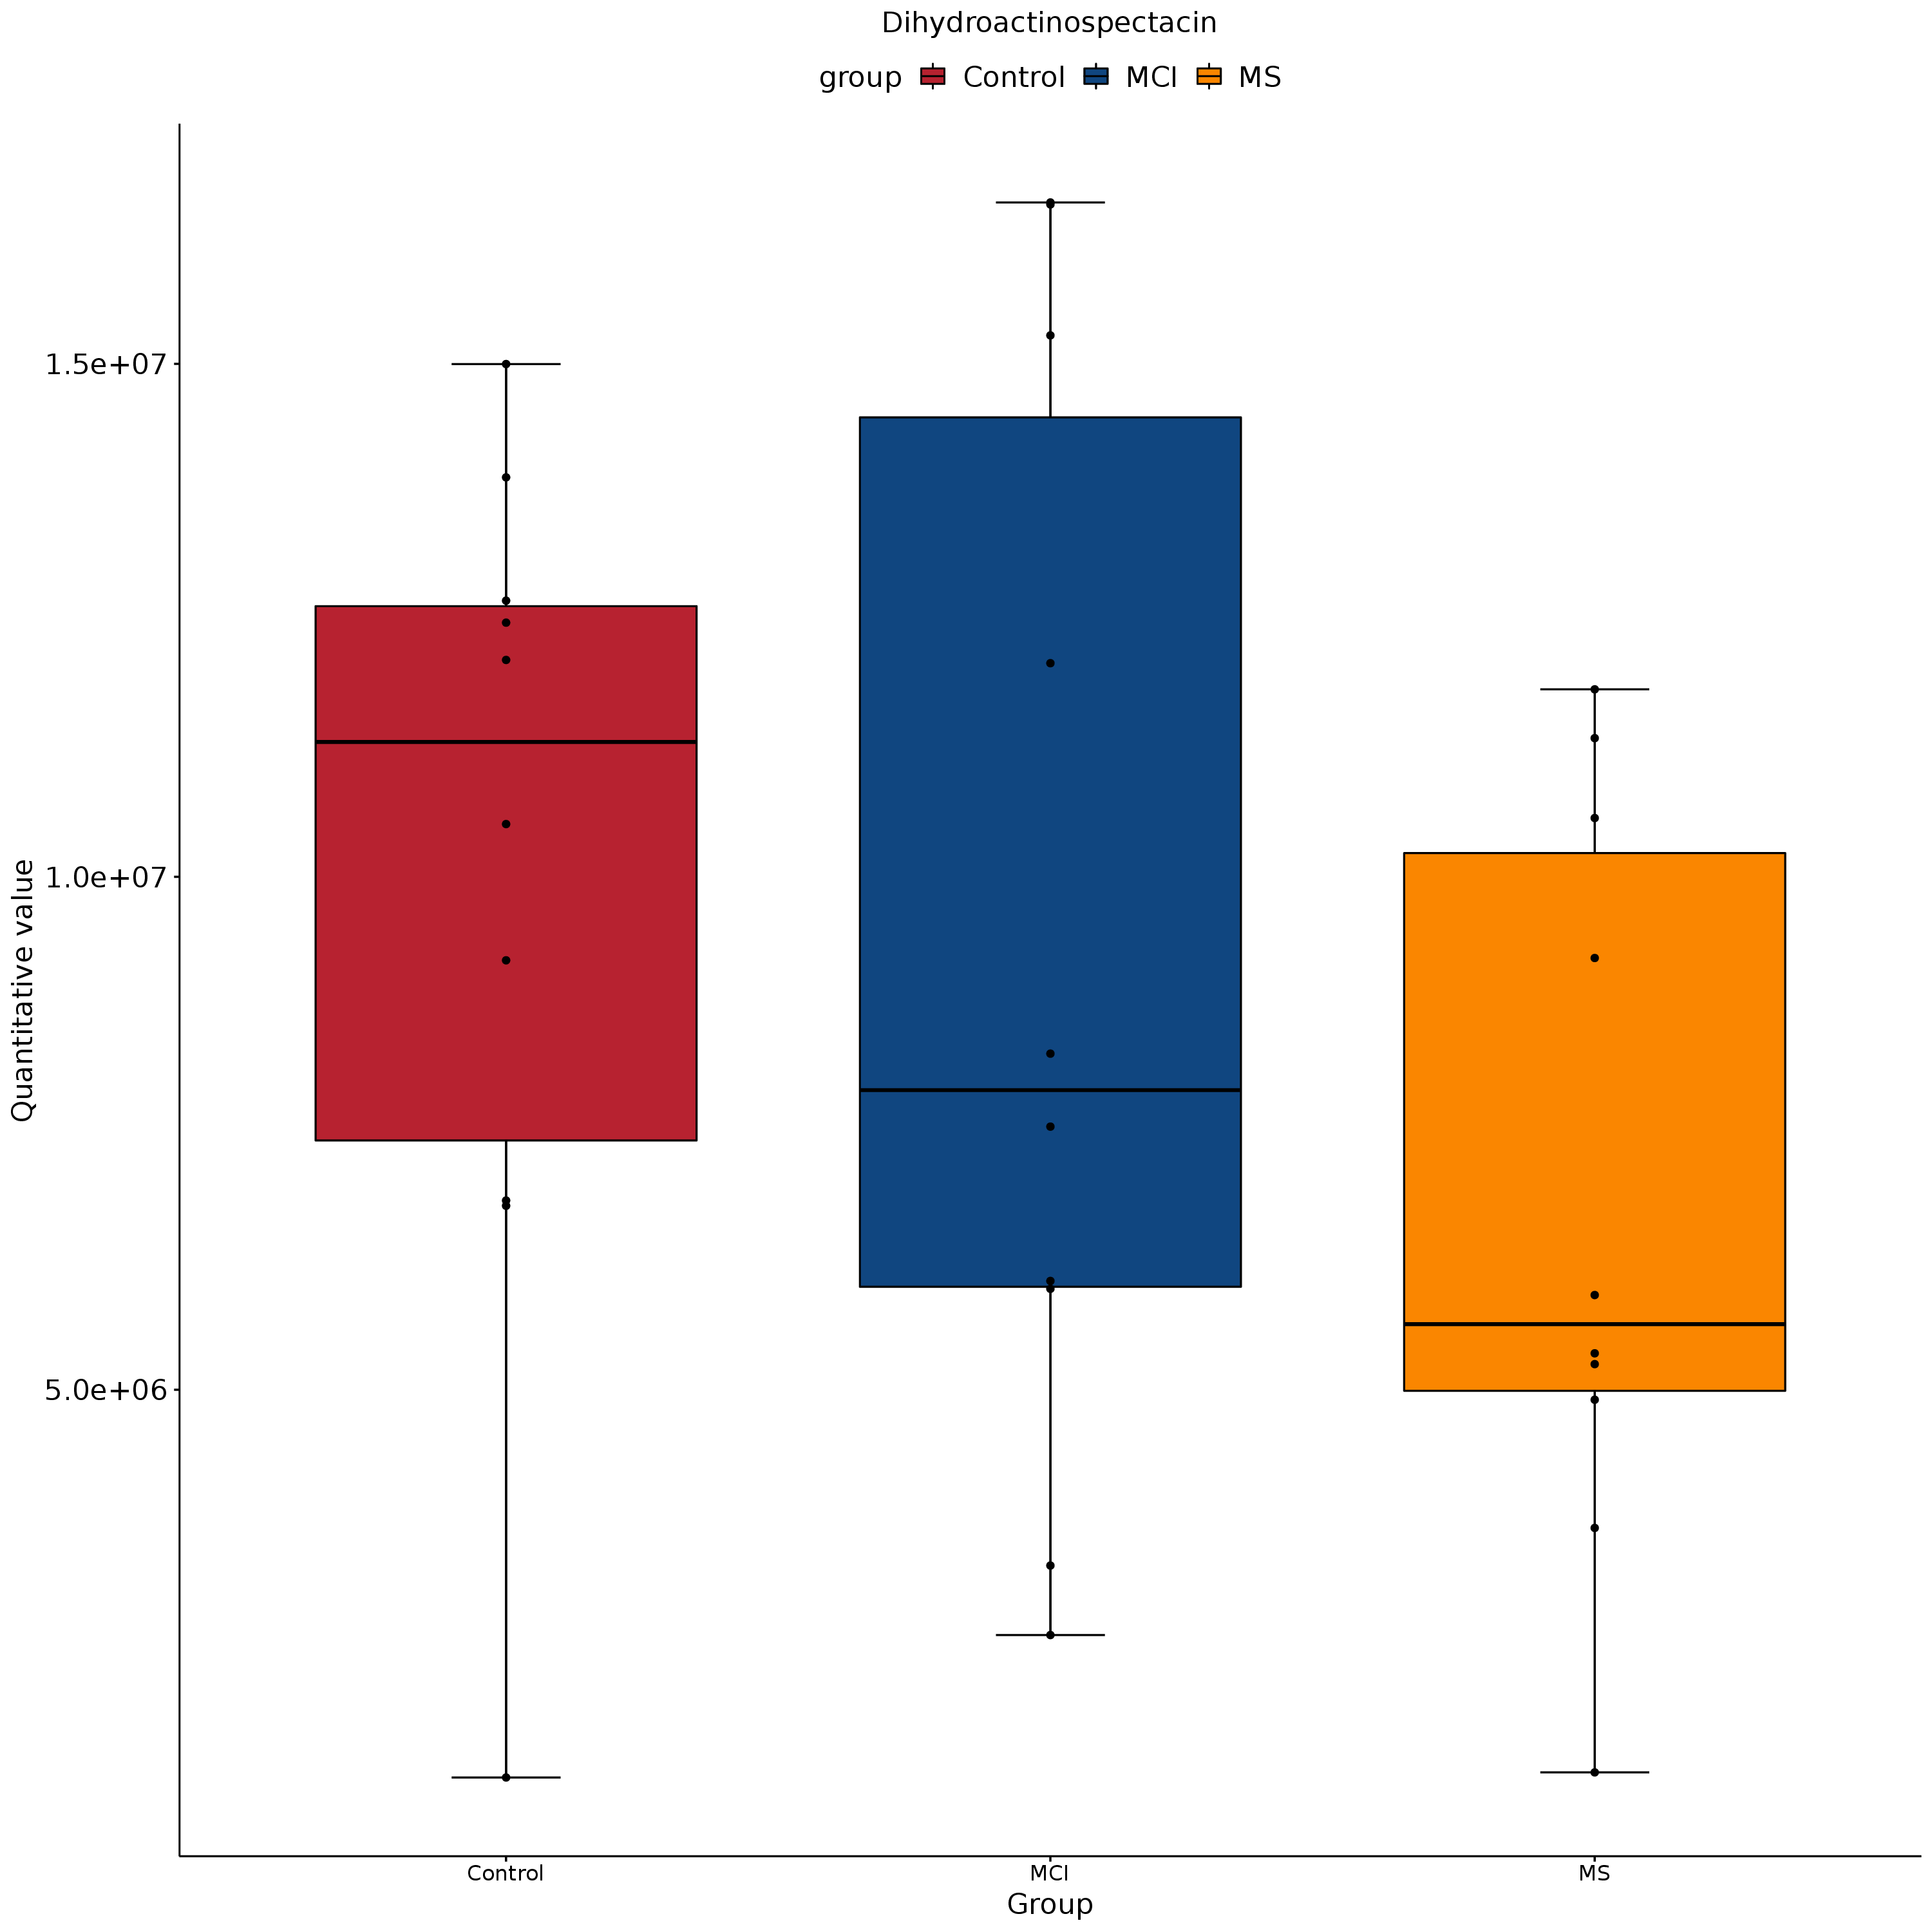 Dihydroactinospectacin
group Control MCI MS
1.5e+07
1.0e+07
5.0e+06
Quantitative value
Control MCI MS
Group